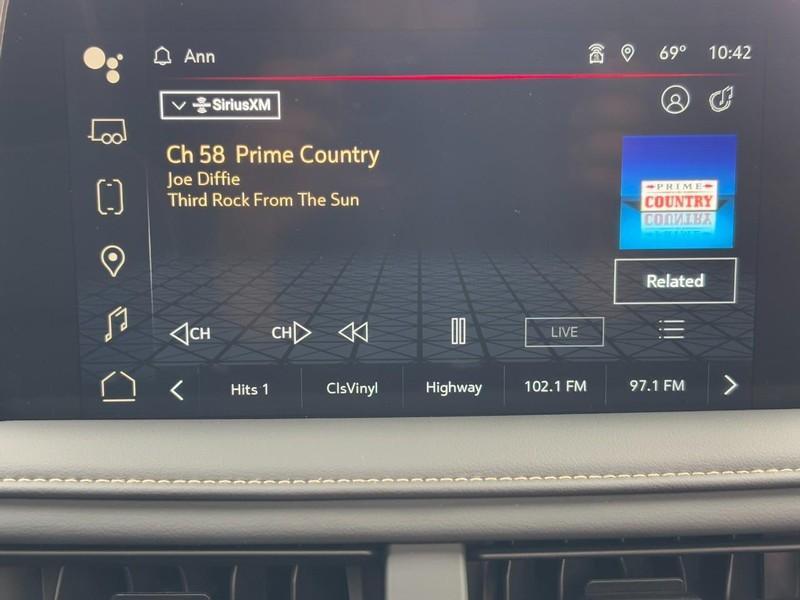 Ann 69° 10:42
SiriusXM
Ch 58 Prime Country
Joe Diffie
Third Rock From The Sun
PRIME
COUNTRY
Related
CH CH LIVE
Hits 1 ClsVinyl Highway 102.1 FM 97.1 FM